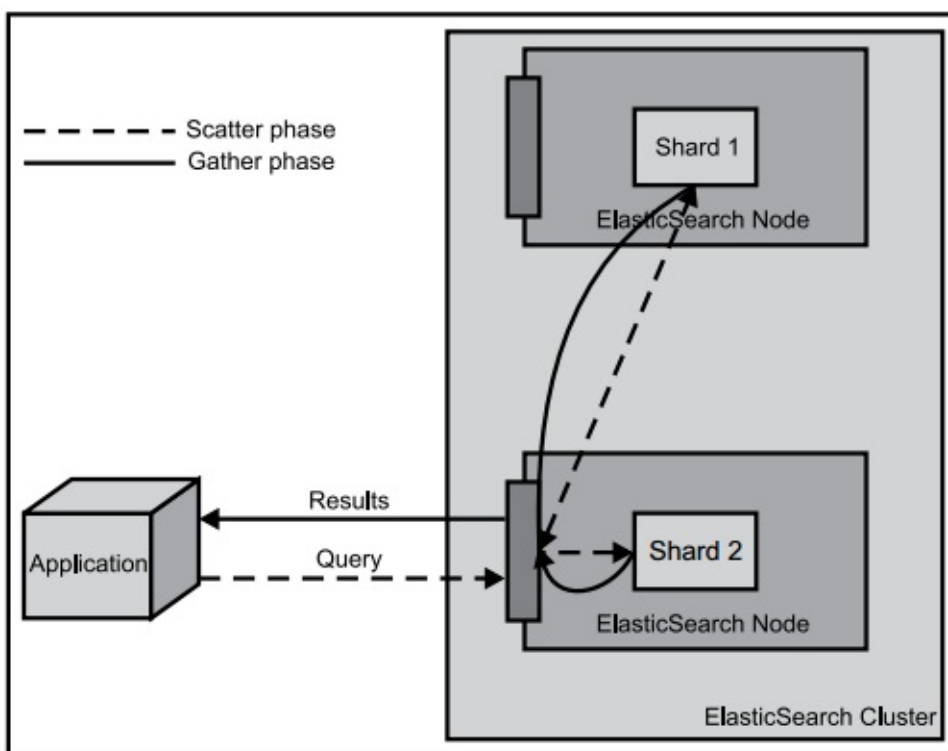 Scatter phase
Gather phase
Shard 1
ElasticSearch Node
Results
Application
Query
Shard 2
ElasticSearch Node
ElasticSearch Cluster